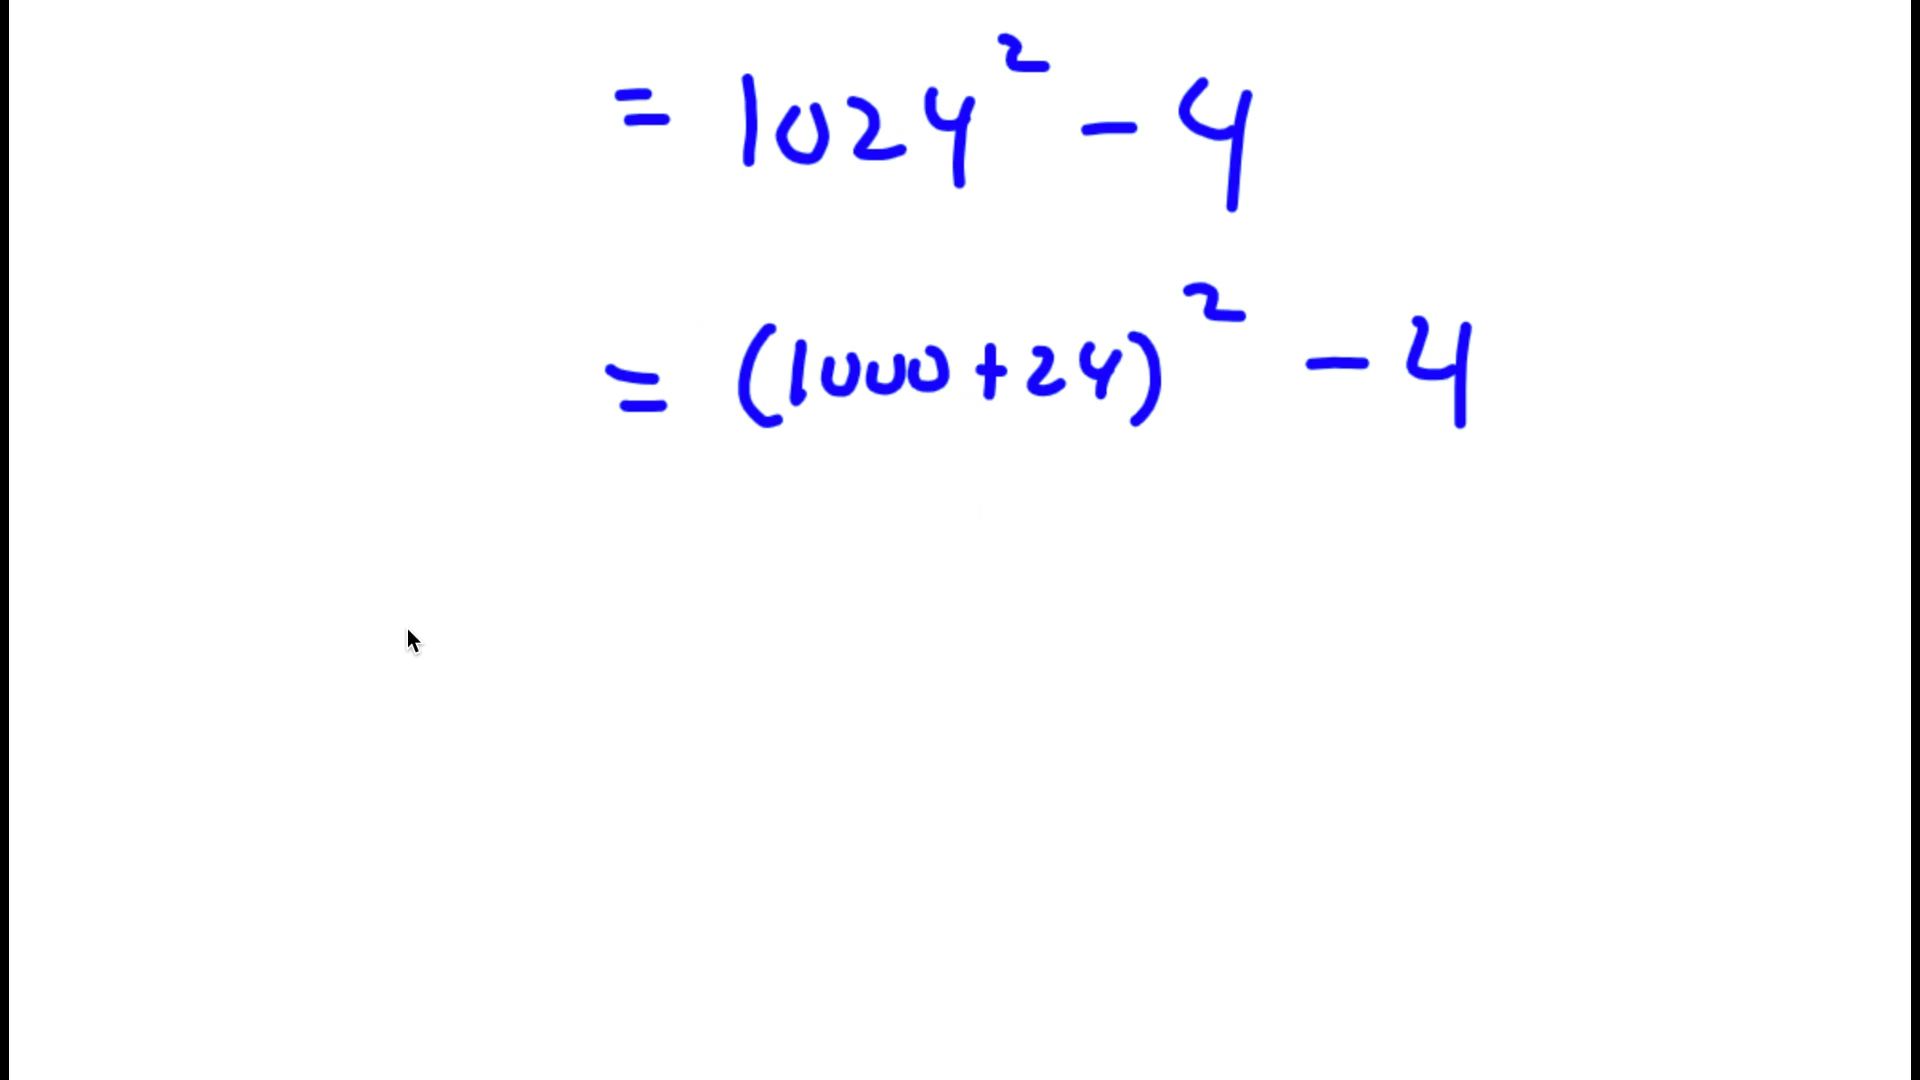 = 1024² - 4
= (1000 + 24)² - 4